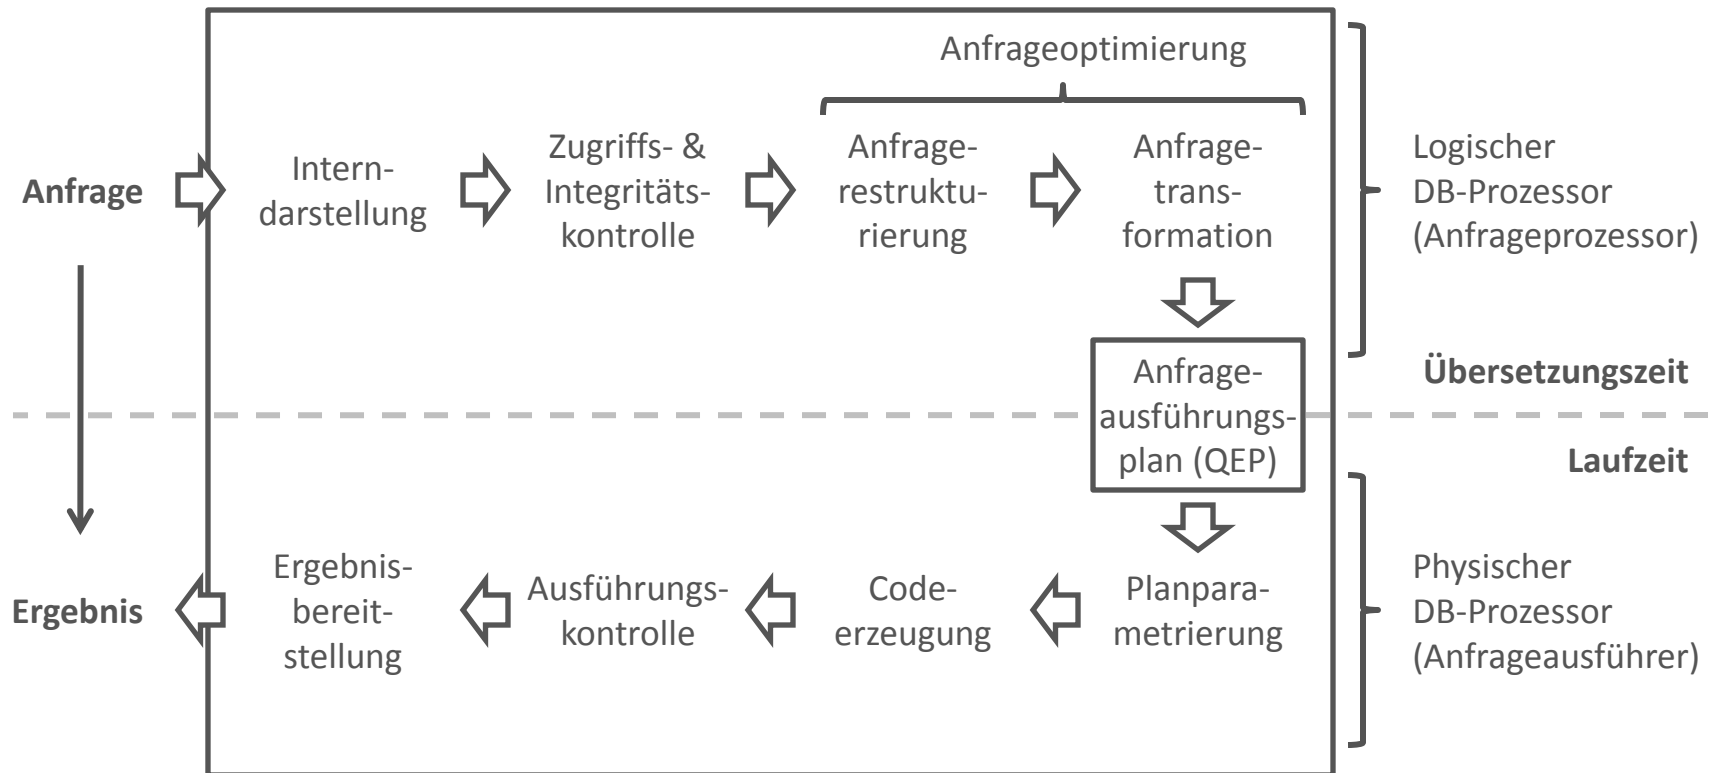 Anfrageoptimierung
Anfrage
Intern-
darstellung
Zugriffs- &
Integritäts-
kontrolle
Anfrage-
restruktu-
rierung
Anfrage-
trans-
formation
Logischer
DB-Prozessor
(Anfrageprozessor)
Anfrage-
ausführungs-
plan (QEP)
Übersetzungszeit
Laufzeit
Ergebnis
Ergebnis-
bereit-
stellung
Ausführungs-
kontrolle
Code-
erzeugung
Planpara-
metrierung
Physischer
DB-Prozessor
(Anfrageausführer)